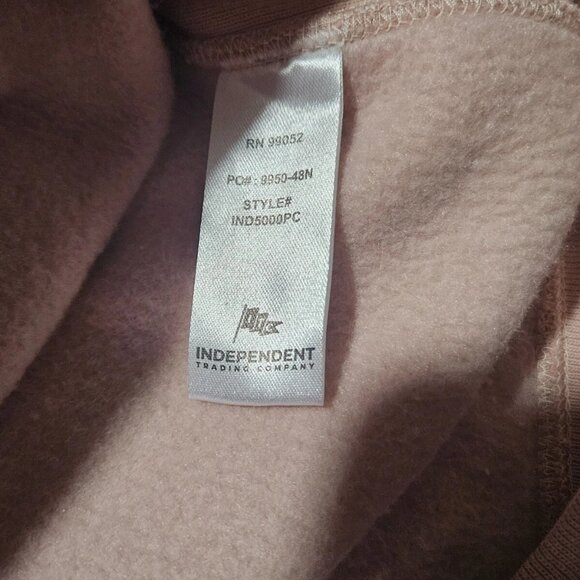 RN 99052
PO# : 9950-48N
STYLE#
IND5000PC
INDEPENDENT
TRADING COMPANY